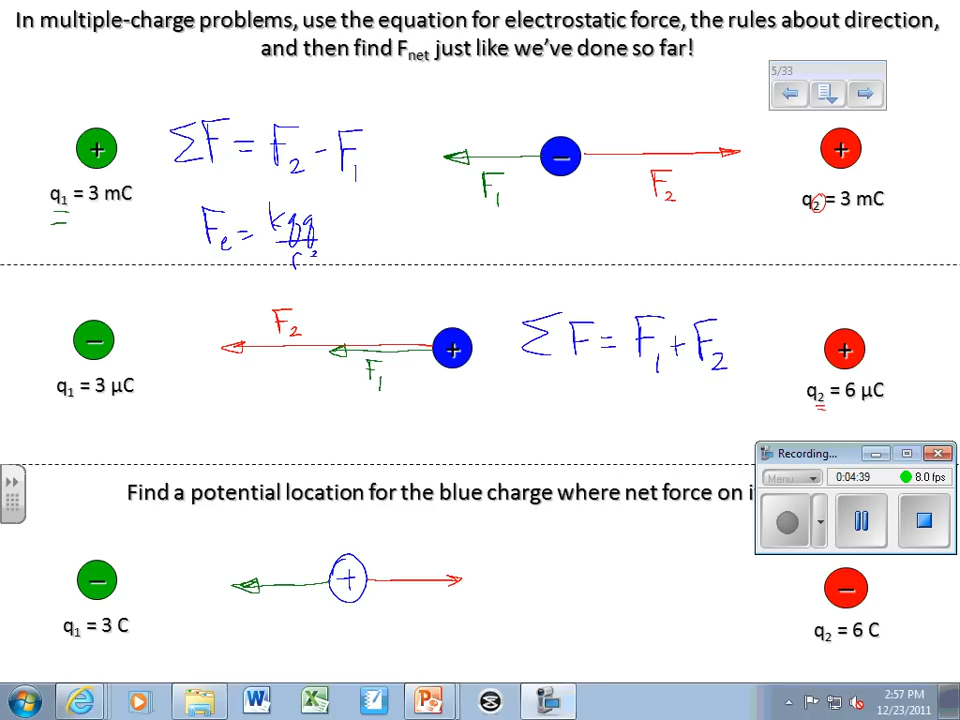 In multiple-charge problems, use the equation for electrostatic force, the rules about direction,
and then find Fnet just like we've done so far!
5/33
+
ΣF = F2 - F1
−
+
q1 = 3 mC
F1
F2
q2 = 3 mC
Fe = kqq/r²
F2
−
+
ΣF = F1 + F2
+
F1
q1 = 3 μC
q2 = 6 μC
Recording...
Menu
0:04:39
8.0 fps
Find a potential location for the blue charge where net force on i
−
+
−
q1 = 3 C
q2 = 6 C
2:57 PM
12/23/2011